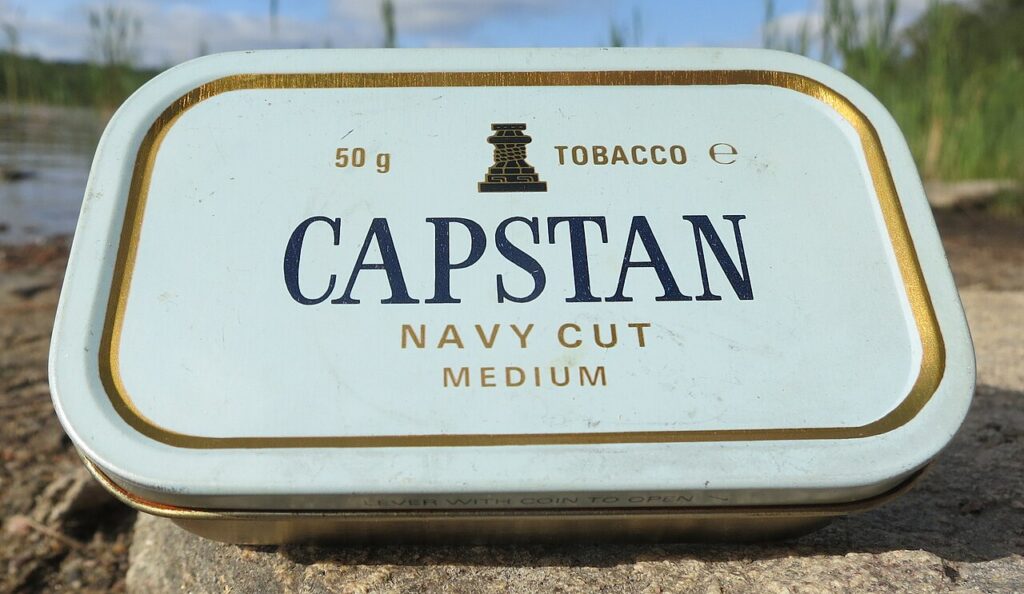 50 g TOBACCO ℮
CAPSTAN
NAVY CUT
MEDIUM
LEVER WITH COIN TO OPEN